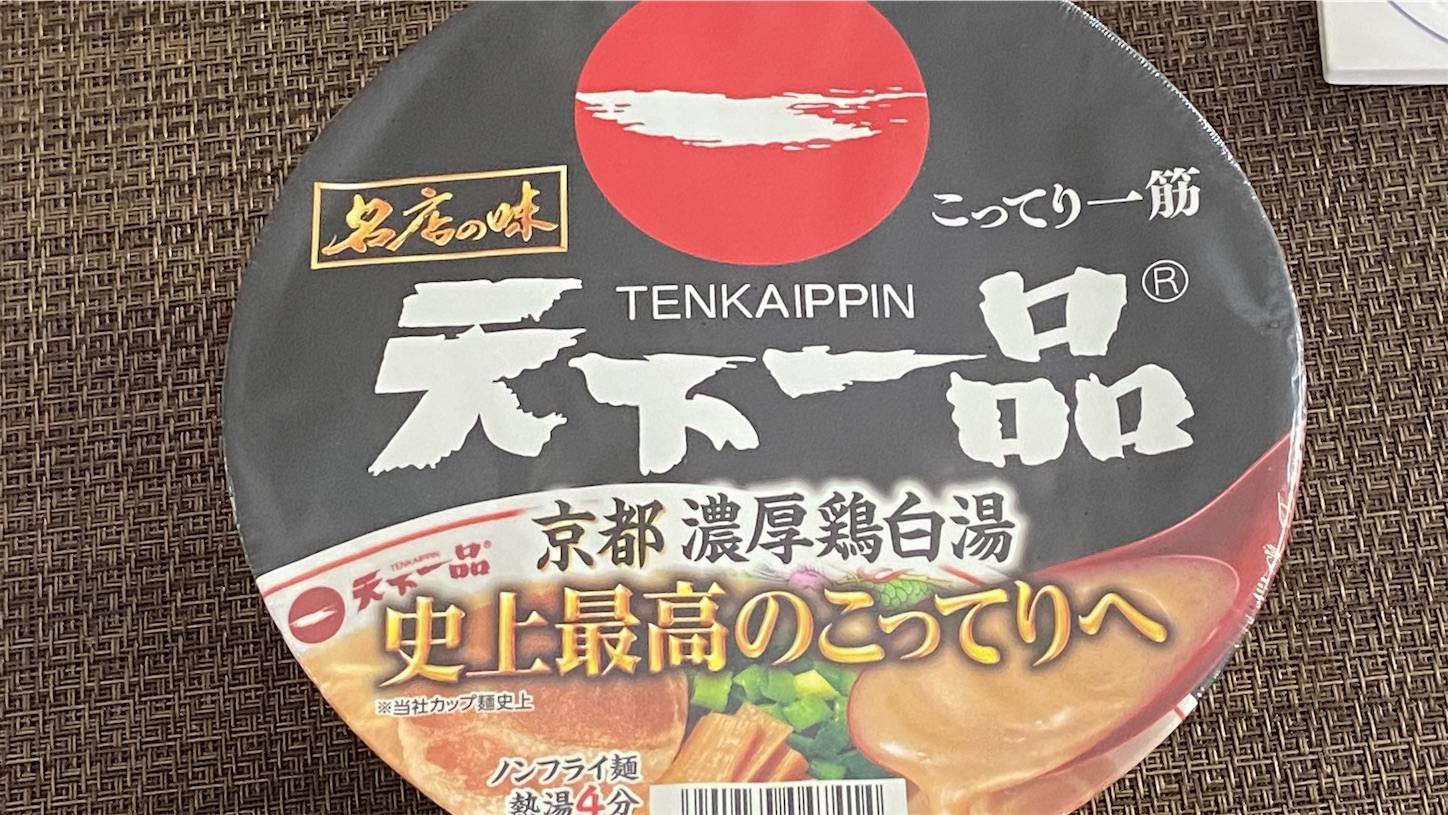 名店の味
こってり一筋
TENKAIPPIN
天下一品®
京都 濃厚鶏白湯
TENKAIPPIN
天下一品®
史上最高のこってりへ
※当社カップ麺史上
ノンフライ麺
熱湯4分